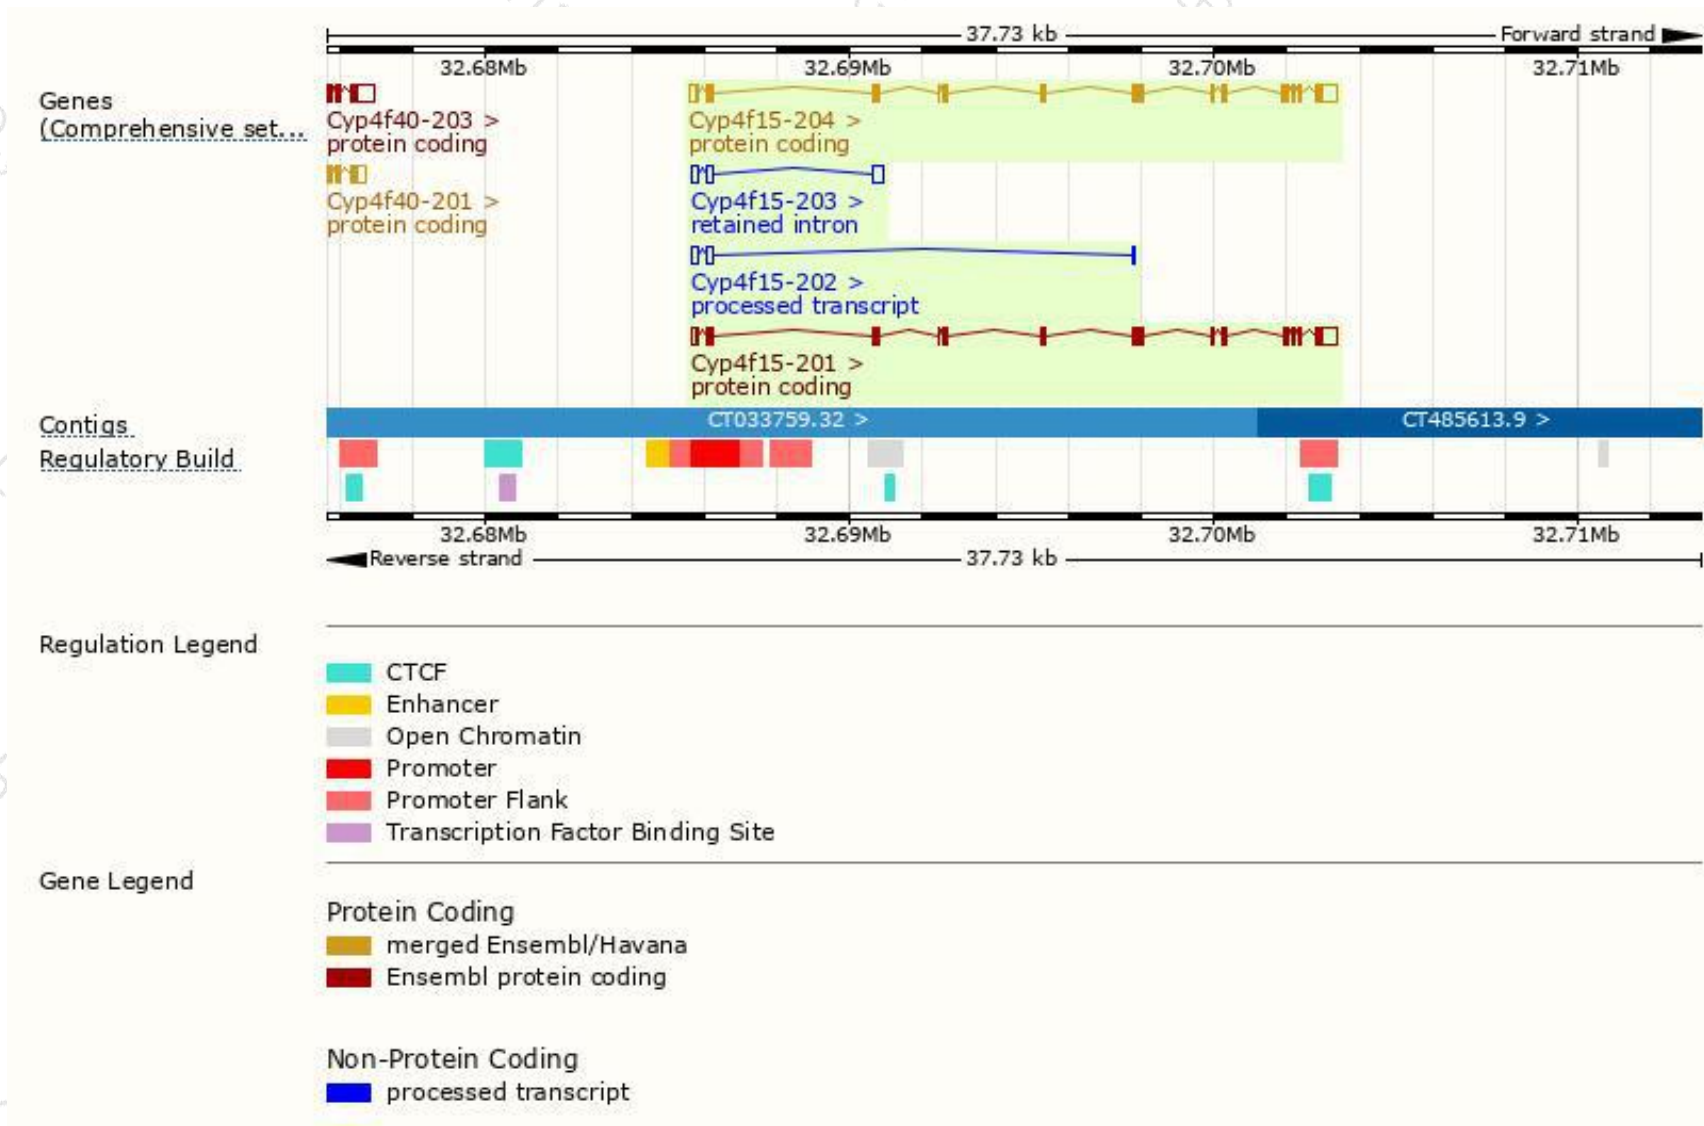 37.73 kb Forward strand
32.68Mb 32.69Mb 32.70Mb 32.71Mb
Genes
(Comprehensive set...
Cyp4f40-203 >
protein coding
Cyp4f15-204 >
protein coding
Cyp4f40-201 >
protein coding
Cyp4f15-203 >
retained intron
Cyp4f15-202 >
processed transcript
Cyp4f15-201 >
protein coding
Contigs
CT033759.32 > CT485613.9 >
Regulatory Build
32.68Mb 32.69Mb 32.70Mb 32.71Mb
Reverse strand 37.73 kb
Regulation Legend
CTCF
Enhancer
Open Chromatin
Promoter
Promoter Flank
Transcription Factor Binding Site
Gene Legend
Protein Coding
merged Ensembl/Havana
Ensembl protein coding
Non-Protein Coding
processed transcript